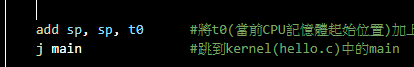 add sp, sp, t0 #將t0(當前CPU記憶體起始位置)加上
j main #跳到kernel(hello.c)中的main